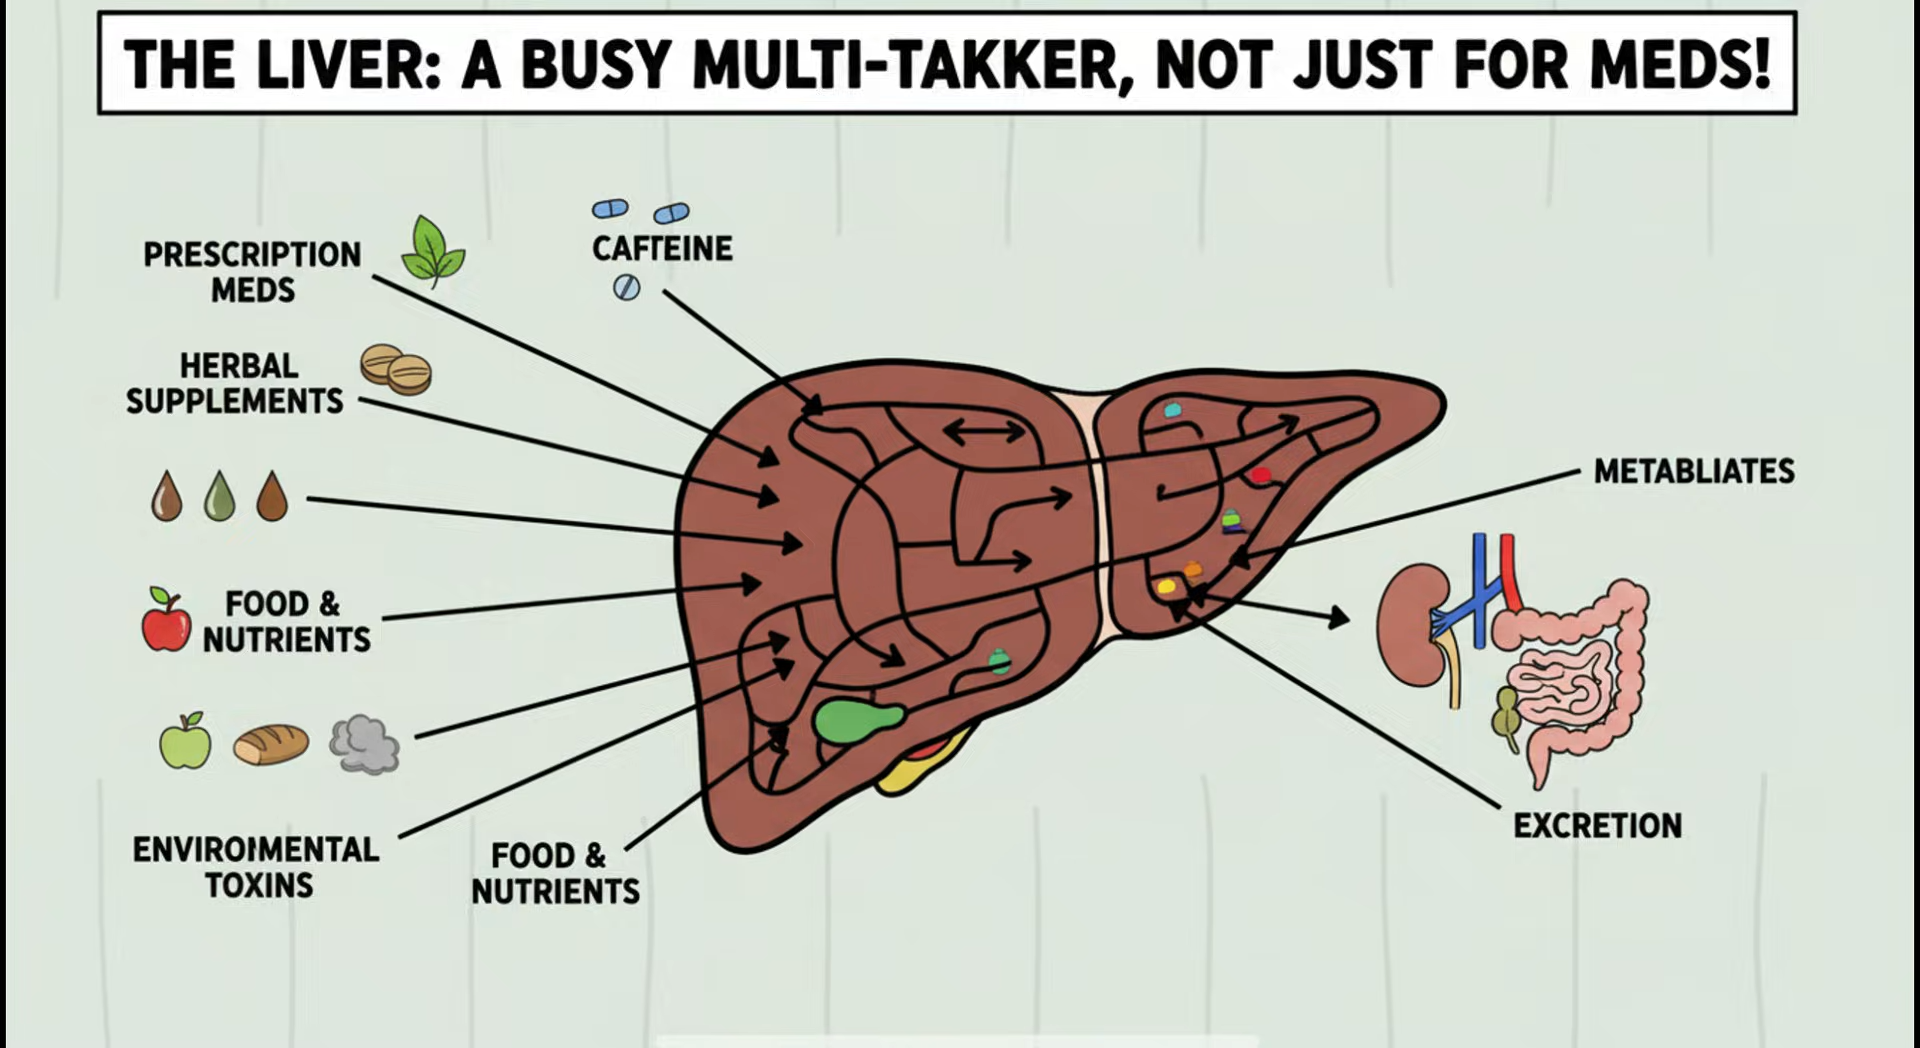 THE LIVER: A BUSY MULTI-TAKKER, NOT JUST FOR MEDS!
PRESCRIPTION
MEDS
CAFTEINE
HERBAL
SUPPLEMENTS
METABLIATES
FOOD &
NUTRIENTS
ENVIROIMENTAL
TOXINS
FOOD &
NUTRIENTS
EXCRETION